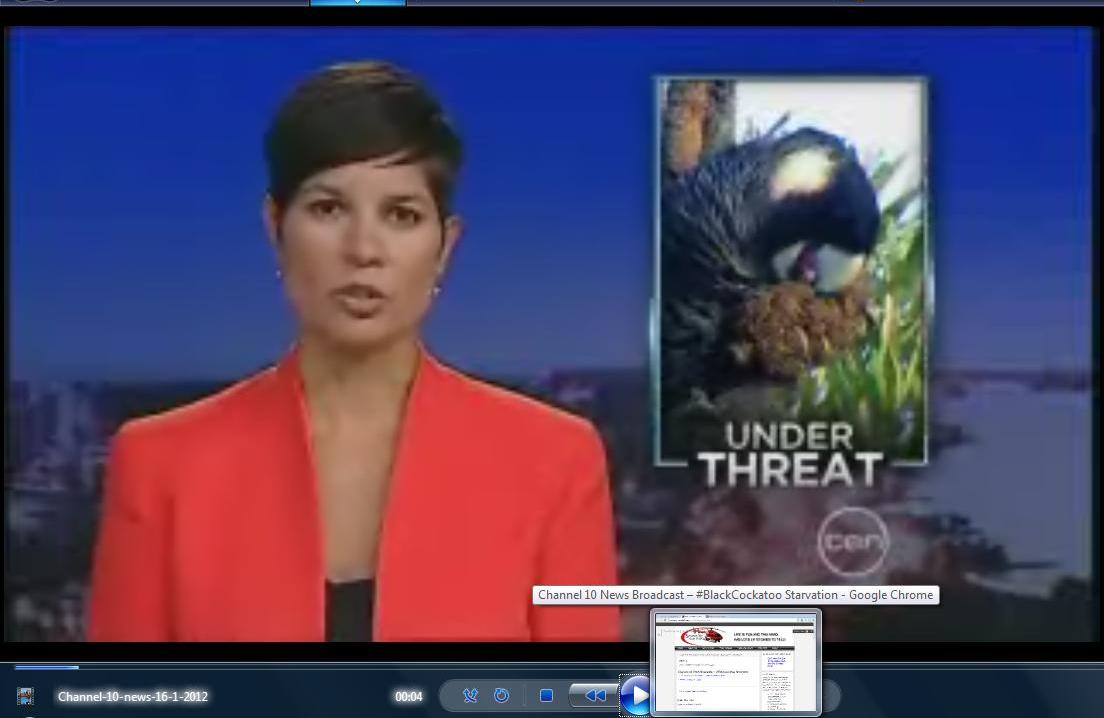 UNDER
THREAT
ten
Channel 10 News Broadcast – #BlackCockatoo Starvation - Google Chrome
Channel-10-news-16-1-2012
00:04